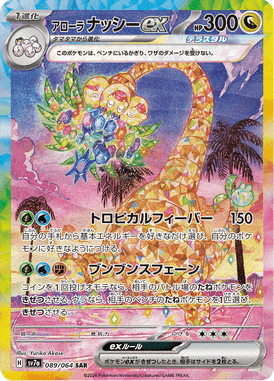 1進化
アローラ ナッシーex
HP300
タマタマから進化
テラスタル
このポケモンは、ベンチにいるかぎり、ワザのダメージを受けない。
トロピカルフィーバー 150
自分の手札から基本エネルギーを好きなだけ選び、自分のポケモンに好きなようにつける。
ブンブンスフェーン
コインを1回投げオモテなら、相手のバトル場のたねポケモンをきぜつさせる。ウラなら、相手のベンチのたねポケモンを1匹選び、きぜつさせる。
Illus. Yuriko Akase
H sv7a 089/064 SAR
exルール
ポケモンexがきぜつしたとき、相手はサイドを2枚とる。
©2024 Pokémon/Nintendo/Creatures/GAME FREAK.